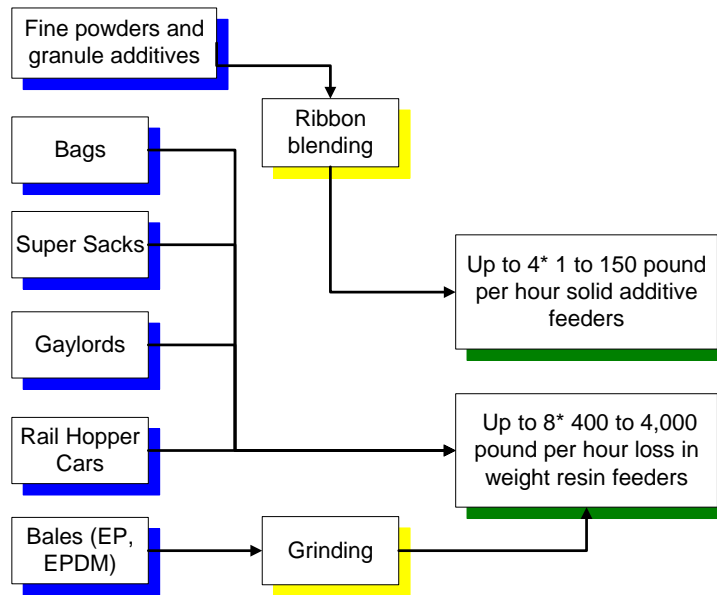 Fine powders and
granule additives
Ribbon
blending
Bags
Super Sacks
Up to 4* 1 to 150 pound
per hour solid additive
feeders
Gaylords
Rail Hopper
Cars
Up to 8* 400 to 4,000
pound per hour loss in
weight resin feeders
Bales (EP,
EPDM)
Grinding